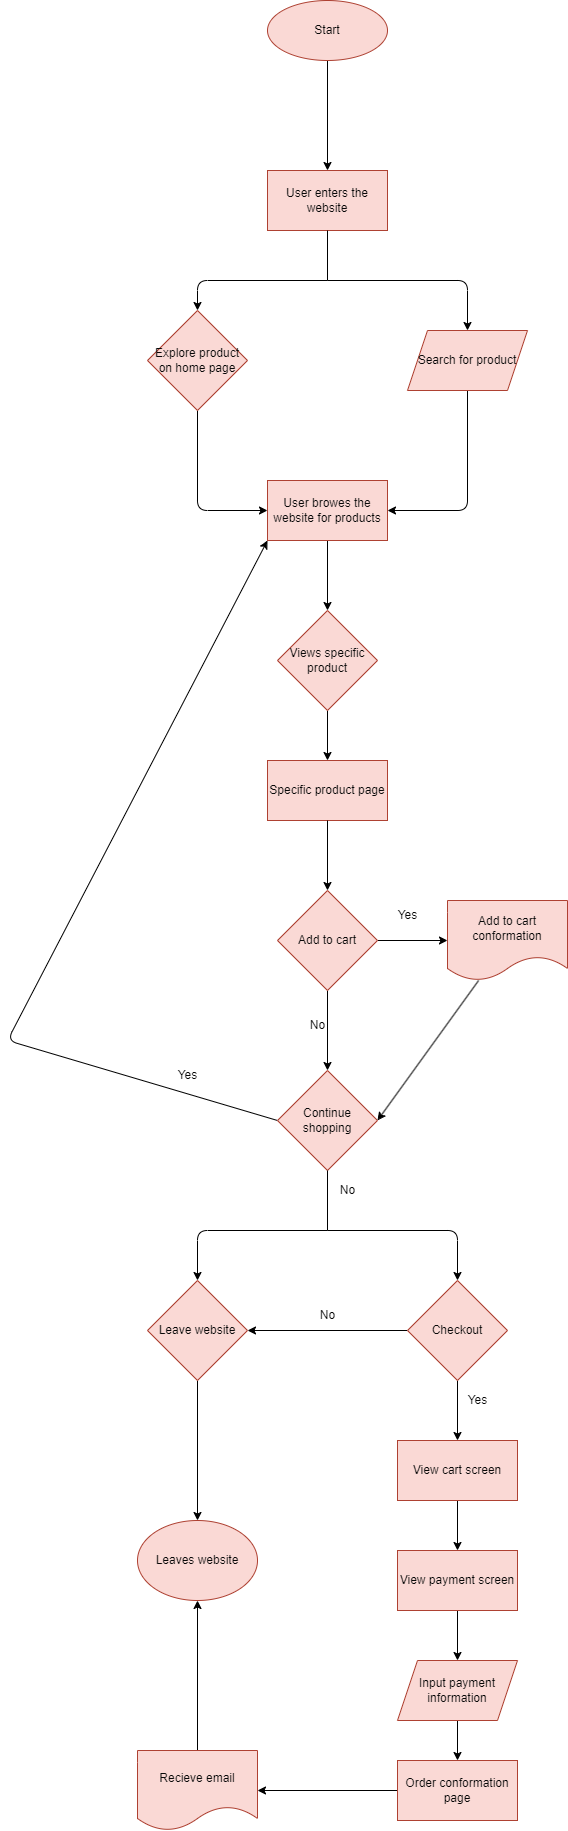 Start
User enters the
website
Explore product
on home page
Search for product
User browes the
website for products
Views specific
product
Specific product page
Add to cart
Yes
Add to cart
conformation
No
Continue
shopping
Yes
No
Leave website
No
Checkout
Yes
View cart screen
Leaves website
View payment screen
Input payment
information
Recieve email
Order conformation
page